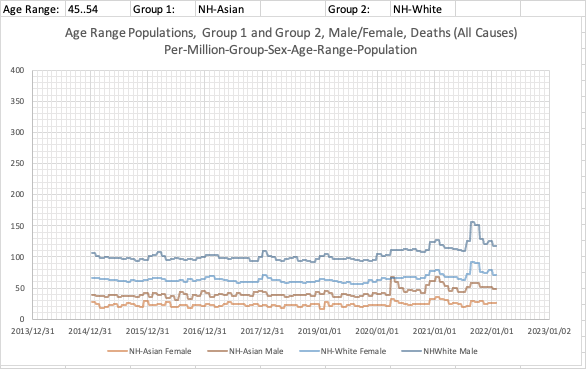 Age Range: 45..54 Group 1: NH-Asian Group 2: NH-White
Age Range Populations, Group 1 and Group 2, Male/Female, Deaths (All Causes)
Per-Million-Group-Sex-Age-Range-Population
400
350
300
250
200
150
100
50
0
2013/12/31 2014/12/31 2015/12/31 2016/12/31 2017/12/31 2019/01/01 2020/01/01 2021/01/01 2022/01/01 2023/01/02
NH-Asian Female NH-Asian Male NH-White Female NHWhite Male